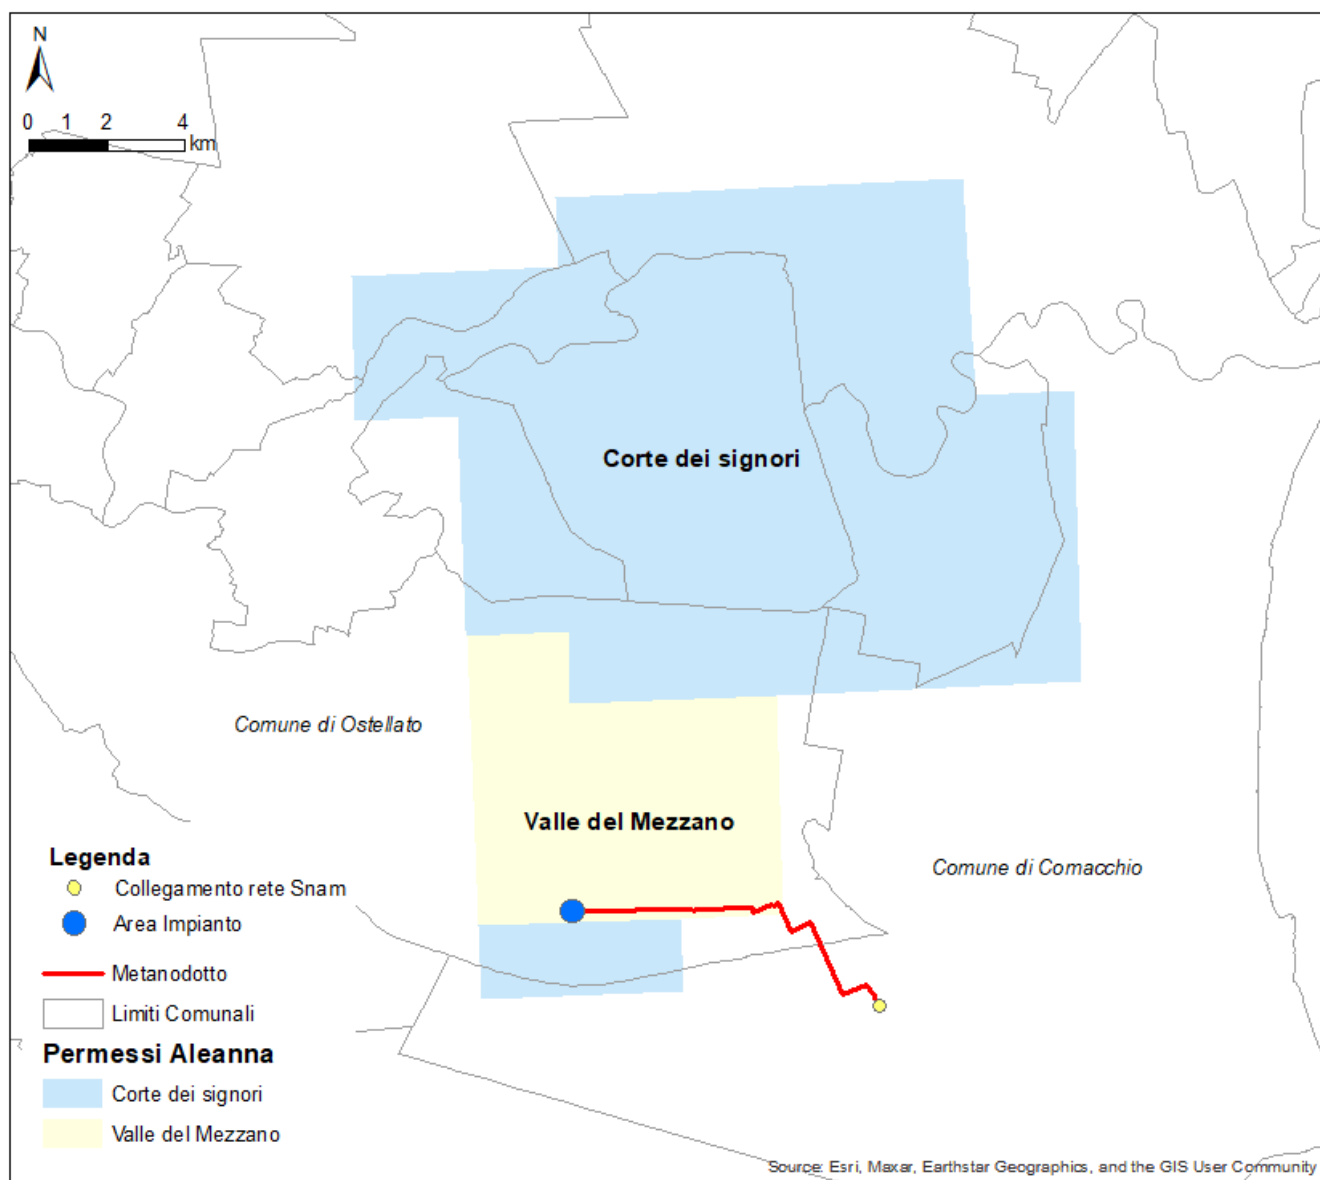 N
0 1 2 4
km
Corte dei signori
Comune di Ostellato
Valle del Mezzano
Comune di Comacchio
Legenda
Collegamento rete Snam
Area Impianto
Metanodotto
Limiti Comunali
Permessi Aleanna
Corte dei signori
Valle del Mezzano
Source: Esri, Maxar, Earthstar Geographics, and the GIS User Community